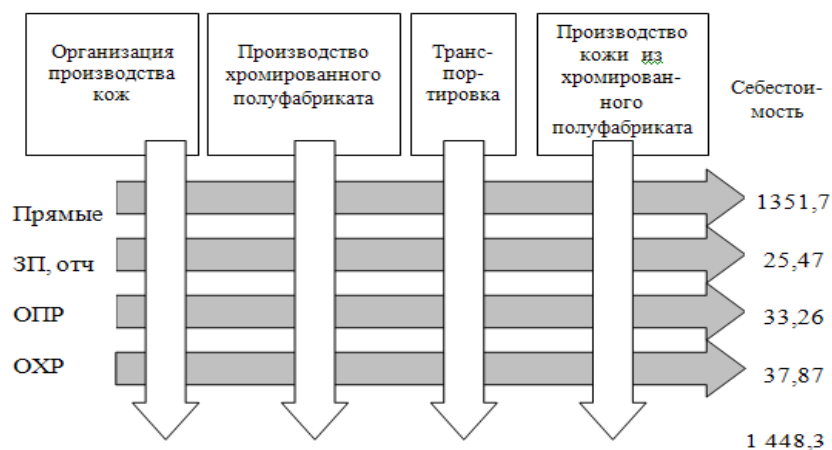 Организация
производства
кож
Производство
хромированного
полуфабриката
Транс-
пор-
тировка
Производство
кожи из
хромирован-
ного
полуфабриката
Себестои-
мость
Прямые
1351,7
ЗП, отч
25,47
ОПР
33,26
ОХР
37,87
1 448,3